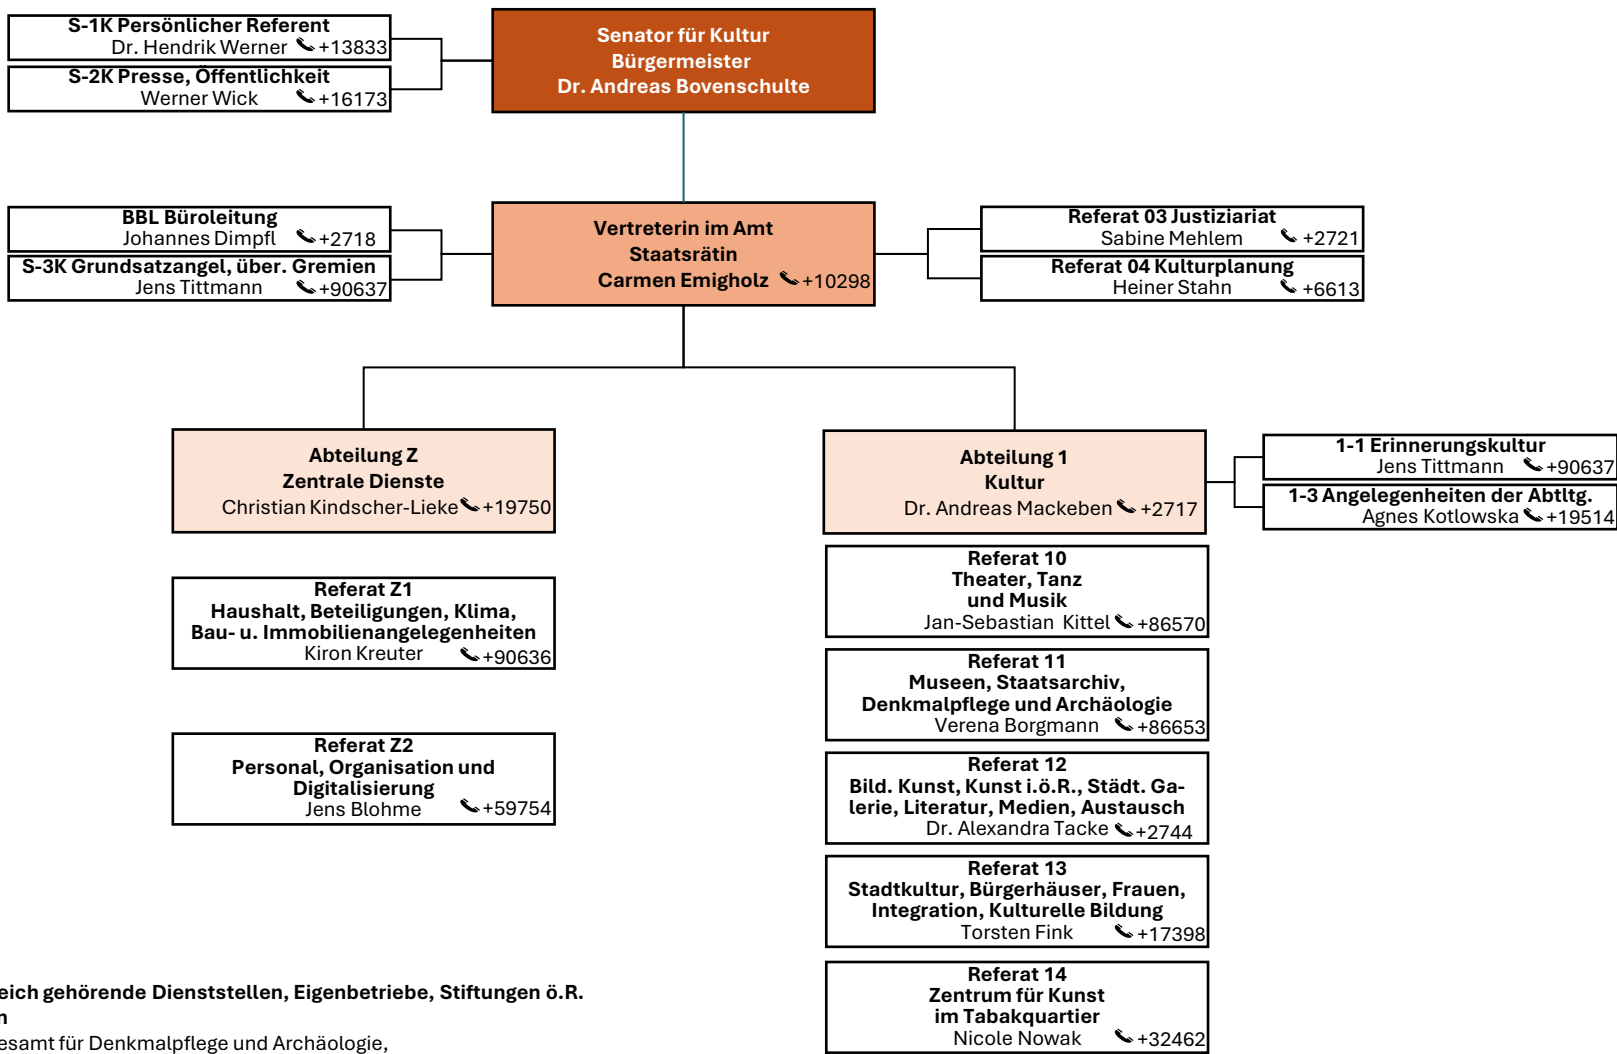 S-1K Persönlicher Referent
Dr. Hendrik Werner +13833
S-2K Presse, Öffentlichkeit
Werner Wick +16173
Senator für Kultur
Bürgermeister
Dr. Andreas Bovenschulte
BBL Büroleitung
Johannes Dimpfl +2718
S-3K Grundsatzangel, über. Gremien
Jens Tittmann +90637
Vertreterin im Amt
Staatsrätin
Carmen Emigholz +10298
Referat 03 Justiziariat
Sabine Mehlem +2721
Referat 04 Kulturplanung
Heiner Stahn +6613
Abteilung Z
Zentrale Dienste
Christian Kindscher-Lieke +19750
Referat Z1
Haushalt, Beteiligungen, Klima,
Bau- u. Immobilienangelegenheiten
Kiron Kreuter +90636
Referat Z2
Personal, Organisation und
Digitalisierung
Jens Blohme +59754
Abteilung 1
Kultur
Dr. Andreas Mackeben +2717
1-1 Erinnerungskultur
Jens Tittmann +90637
1-3 Angelegenheiten der Abtltg.
Agnes Kotlowska +19514
Referat 10
Theater, Tanz
und Musik
Jan-Sebastian Kittel +86570
Referat 11
Museen, Staatsarchiv,
Denkmalpflege und Archäologie
Verena Borgmann +86653
Referat 12
Bild. Kunst, Kunst i.ö.R., Städt. Ga-
lerie, Literatur, Medien, Austausch
Dr. Alexandra Tacke +2744
Referat 13
Stadtkultur, Bürgerhäuser, Frauen,
Integration, Kulturelle Bildung
Torsten Fink +17398
Referat 14
Zentrum für Kunst
im Tabakquartier
Nicole Nowak +32462
eich gehörende Dienststellen, Eigenbetriebe, Stiftungen ö.R.
n
esamt für Denkmalpflege und Archäologie,